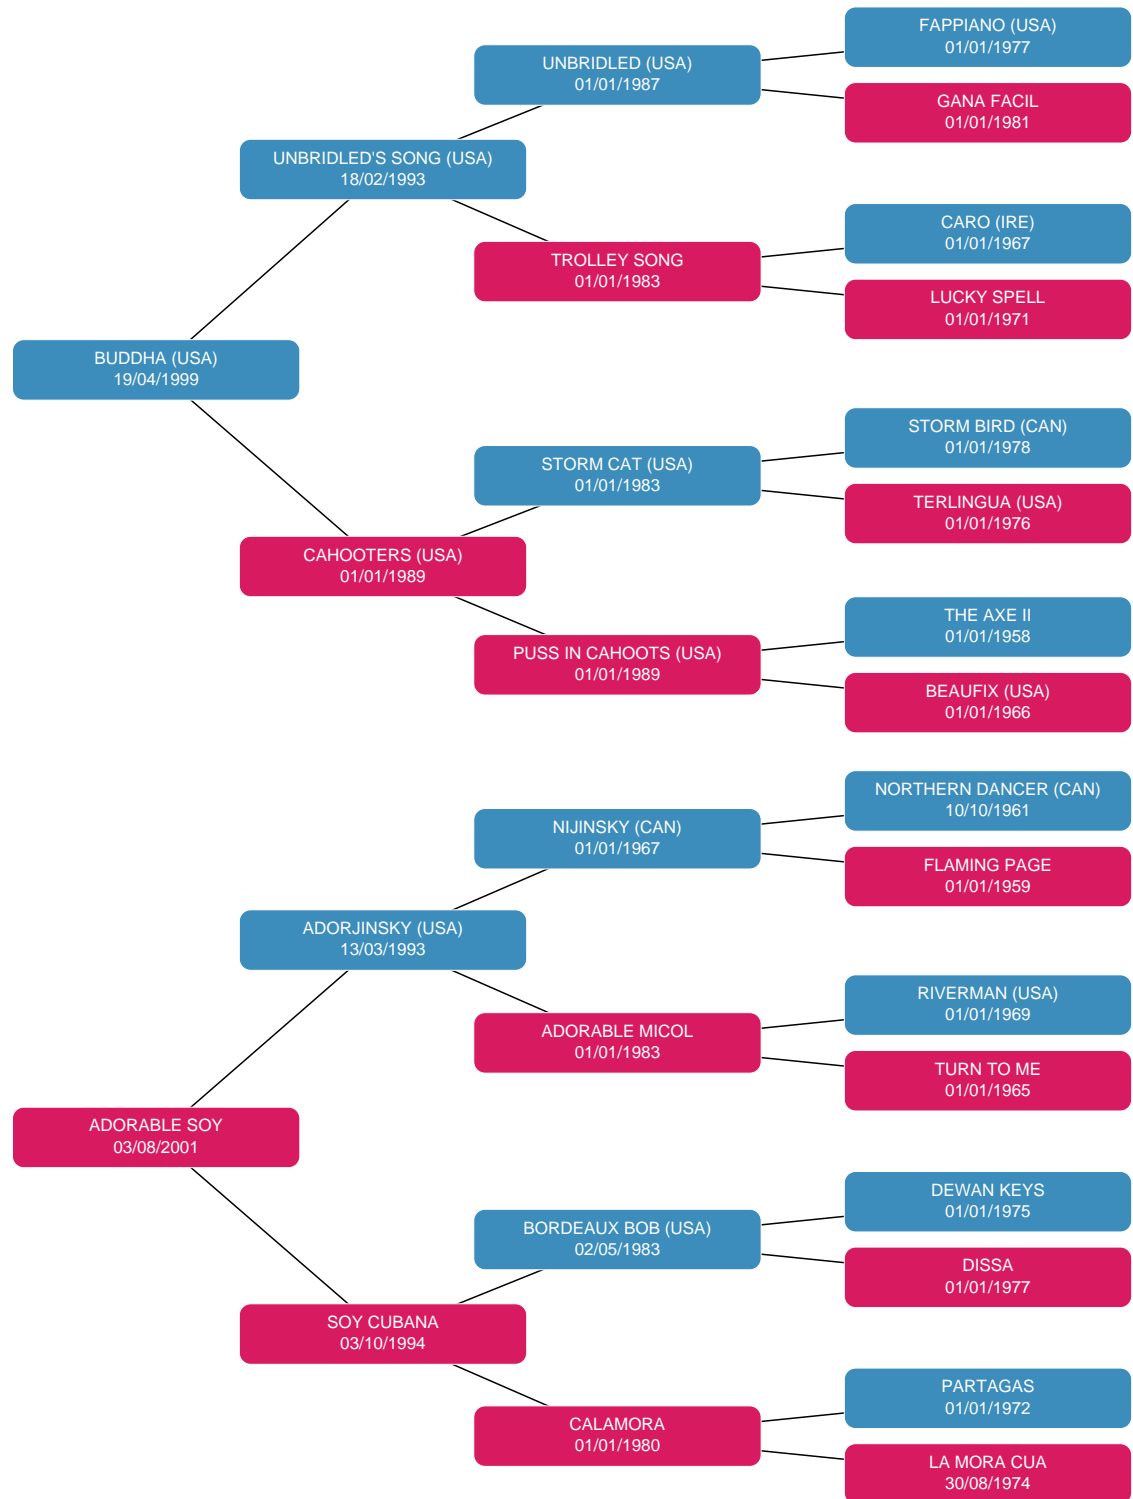 FAPPIANO (USA)
01/01/1977
UNBRIDLED (USA)
01/01/1987
GANA FACIL
01/01/1981
UNBRIDLED'S SONG (USA)
18/02/1993
CARO (IRE)
01/01/1967
TROLLEY SONG
01/01/1983
LUCKY SPELL
01/01/1971
BUDDHA (USA)
19/04/1999
STORM BIRD (CAN)
01/01/1978
STORM CAT (USA)
01/01/1983
TERLINGUA (USA)
01/01/1976
CAHOOTERS (USA)
01/01/1989
THE AXE II
01/01/1958
PUSS IN CAHOOTS (USA)
01/01/1989
BEAUFIX (USA)
01/01/1966
NORTHERN DANCER (CAN)
10/10/1961
NIJINSKY (CAN)
01/01/1967
FLAMING PAGE
01/01/1959
ADORJINSKY (USA)
13/03/1993
RIVERMAN (USA)
01/01/1969
ADORABLE MICOL
01/01/1983
TURN TO ME
01/01/1965
ADORABLE SOY
03/08/2001
DEWAN KEYS
01/01/1975
BORDEAUX BOB (USA)
02/05/1983
DISSA
01/01/1977
SOY CUBANA
03/10/1994
PARTAGAS
01/01/1972
CALAMORA
01/01/1980
LA MORA CUA
30/08/1974